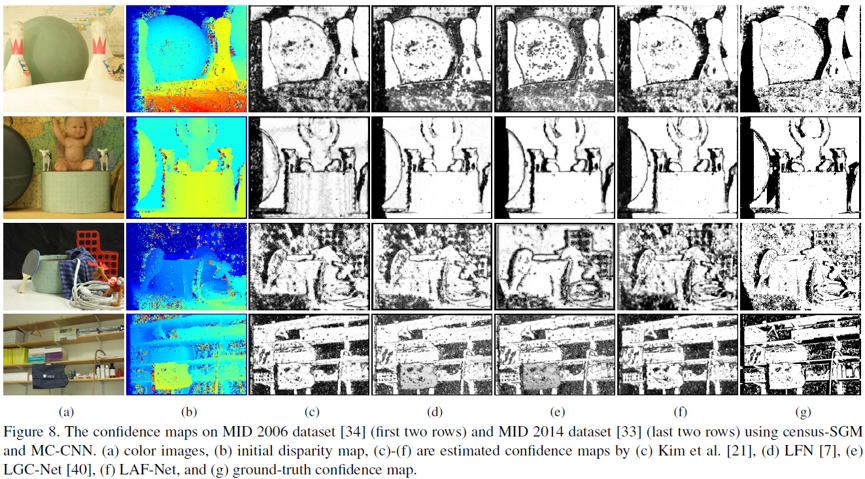 (a) (b) (c) (d) (e) (f) (g)
Figure 8. The confidence maps on MID 2006 dataset [34] (first two rows) and MID 2014 dataset [33] (last two rows) using census-SGM
and MC-CNN. (a) color images, (b) initial disparity map, (c)-(f) are estimated confidence maps by (c) Kim et al. [21], (d) LFN [7], (e)
LGC-Net [40], (f) LAF-Net, and (g) ground-truth confidence map.